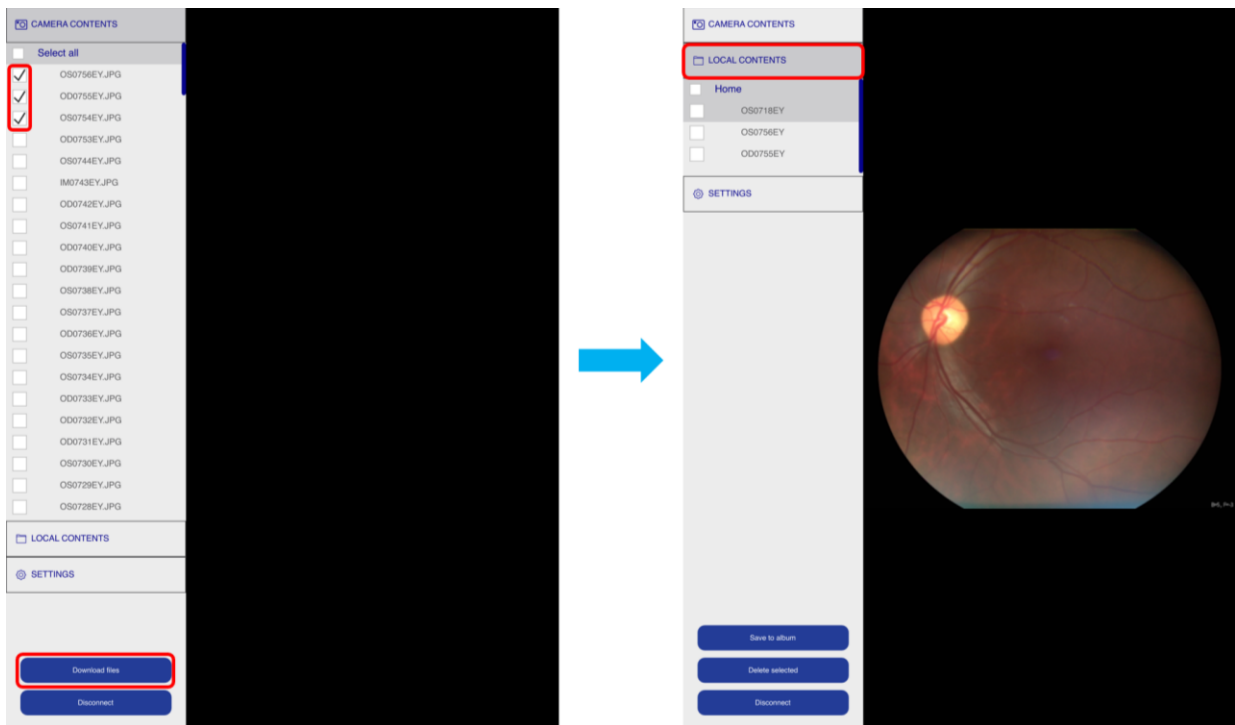 CAMERA CONTENTS
Select all
OS0756EY.JPG
OD0755EY.JPG
OS0754EY.JPG
OD0753EY.JPG
OS0744EY.JPG
IM0743EY.JPG
OD0742EY.JPG
OS0741EY.JPG
OD0740EY.JPG
OD0739EY.JPG
OS0738EY.JPG
OS0737EY.JPG
OD0736EY.JPG
OS0735EY.JPG
OS0734EY.JPG
OD0733EY.JPG
OD0732EY.JPG
OD0731EY.JPG
OS0730EY.JPG
OS0729EY.JPG
OS0728EY.JPG
LOCAL CONTENTS
SETTINGS
Download files
Disconnect
CAMERA CONTENTS
LOCAL CONTENTS
Home
OS0718EY
OS0756EY
OD0755EY
SETTINGS
Save to album
Delete selected
Disconnect